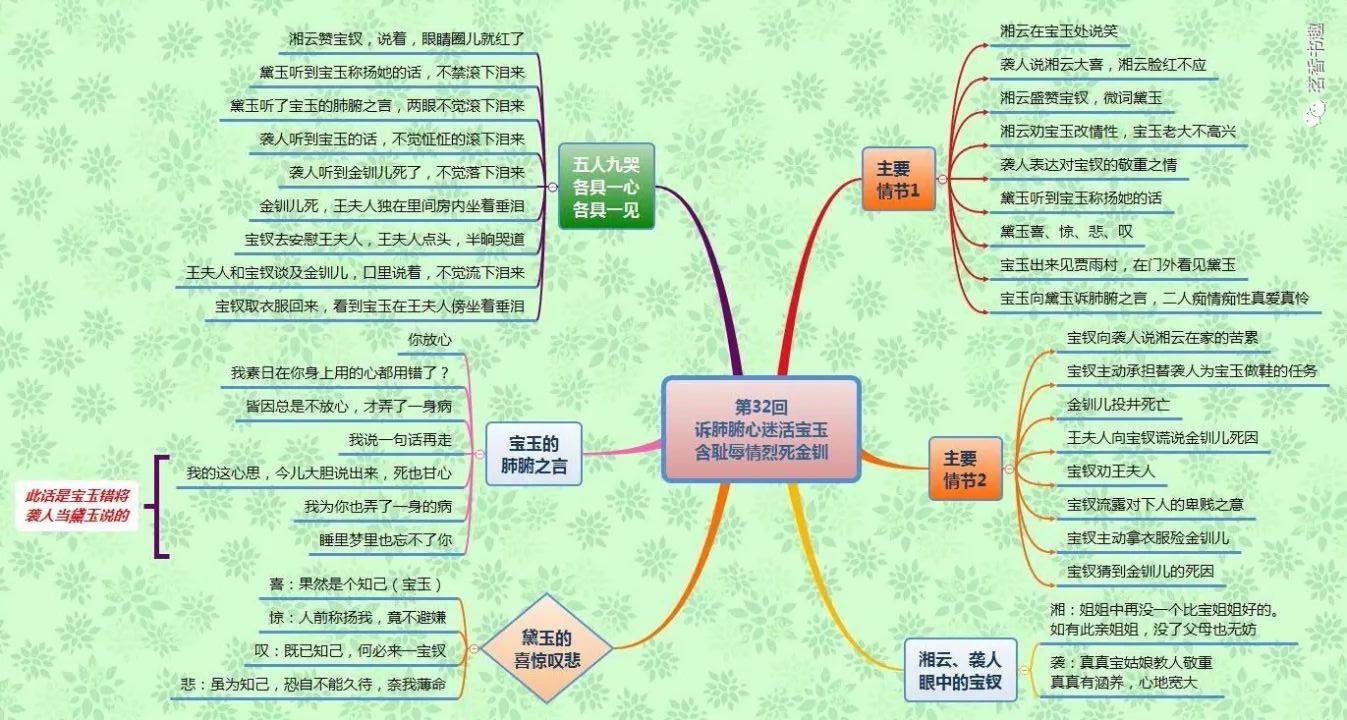 第32回
诉肺腑心迷活宝玉
含耻辱情烈死金钏
主要
情节1
湘云在宝玉处说笑
袭人说湘云大喜，湘云脸红不应
湘云盛赞宝钗，微词黛玉
湘云劝宝玉改情性，宝玉老大不高兴
袭人表达对宝钗的敬重之情
黛玉听到宝玉称扬她的话
黛玉喜、惊、悲、叹
宝玉出来见贾雨村，在门外看见黛玉
宝玉向黛玉诉肺腑之言，二人痴情痴性真爱真怜
主要
情节2
宝钗向袭人说湘云在家的苦累
宝钗主动承担替袭人为宝玉做鞋的任务
金钏儿投井死亡
王夫人向宝钗谎说金钏儿死因
宝钗劝王夫人
宝钗流露对下人的卑贱之意
宝钗主动拿衣服殓金钏儿
宝钗猜到金钏儿的死因
湘云、袭人
眼中的宝钗
湘：姐姐中再没一个比宝姐姐好的。
如有此亲姐姐，没了父母也无妨
袭：真真宝姑娘教人敬重
真真有涵养，心地宽大
五人九哭
各具一心
各具一见
湘云赞宝钗，说着，眼睛圈儿就红了
黛玉听到宝玉称扬她的话，不禁滚下泪来
黛玉听了宝玉的肺腑之言，两眼不觉滚下泪来
袭人听到宝玉的话，不觉怔怔的滚下泪来
袭人听到金钏儿死了，不觉落下泪来
金钏儿死，王夫人独在里间房内坐着垂泪
宝钗去安慰王夫人，王夫人点头，半晌哭道
王夫人和宝钗谈及金钏儿，口里说着，不觉流下泪来
宝钗取衣服回来，看到宝玉在王夫人傍坐着垂泪
宝玉的
肺腑之言
你放心
我素日在你身上用的心都用错了？
皆因总是不放心，才弄了一身病
我说一句话再走
我的这心思，今儿大胆说出来，死也甘心
我为你也弄了一身的病
睡里梦里也忘不了你
此话是宝玉错将
袭人当黛玉说的
黛玉的
喜惊叹悲
喜：果然是个知己（宝玉）
惊：人前称扬我，竟不避嫌
叹：既已知己，何必来一宝钗
悲：虽为知己，恐自不能久待，奈我薄命
茗香书趣